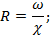 R = ω/χ;